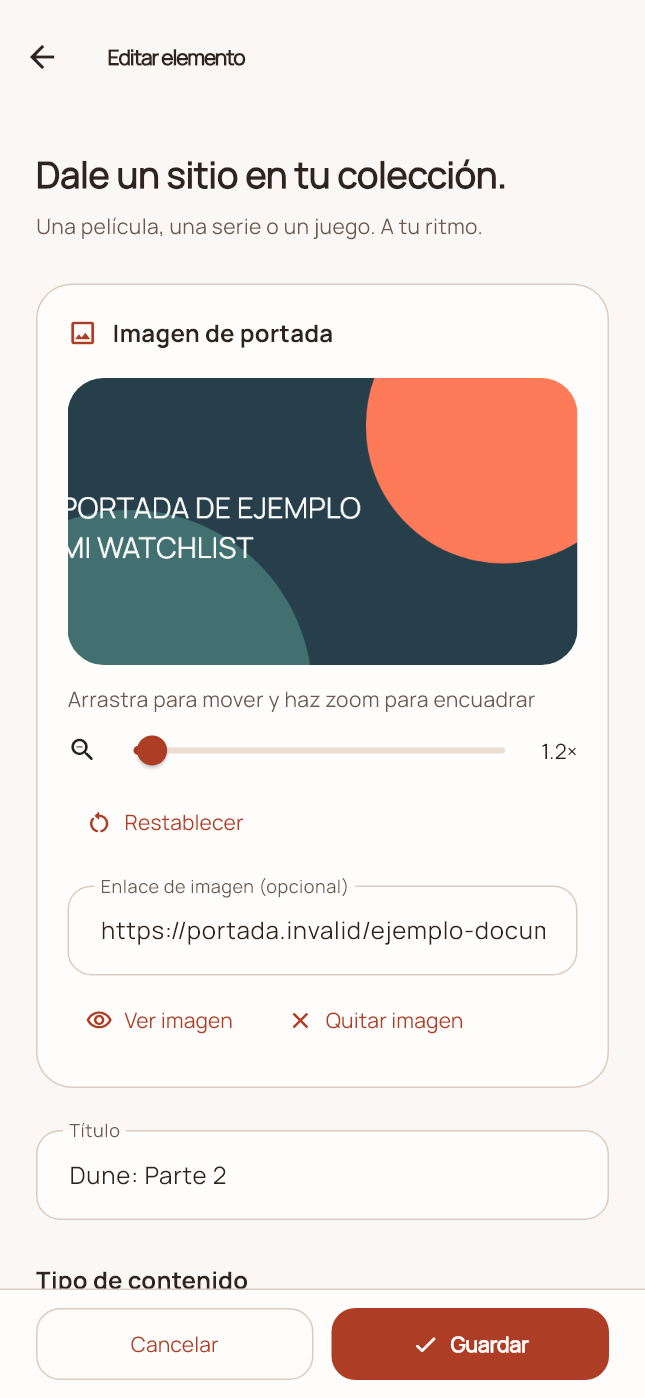 Editar elemento
Dale un sitio en tu colección.
Una película, una serie o un juego. A tu ritmo.
Imagen de portada
PORTADA DE EJEMPLO
MI WATCHLIST
Arrastra para mover y haz zoom para encuadrar
1.2×
Restablecer
Enlace de imagen (opcional)
https://portada.invalid/ejemplo-docum
Ver imagen
Quitar imagen
Título
Dune: Parte 2
Tipo de contenido
Cancelar
Guardar